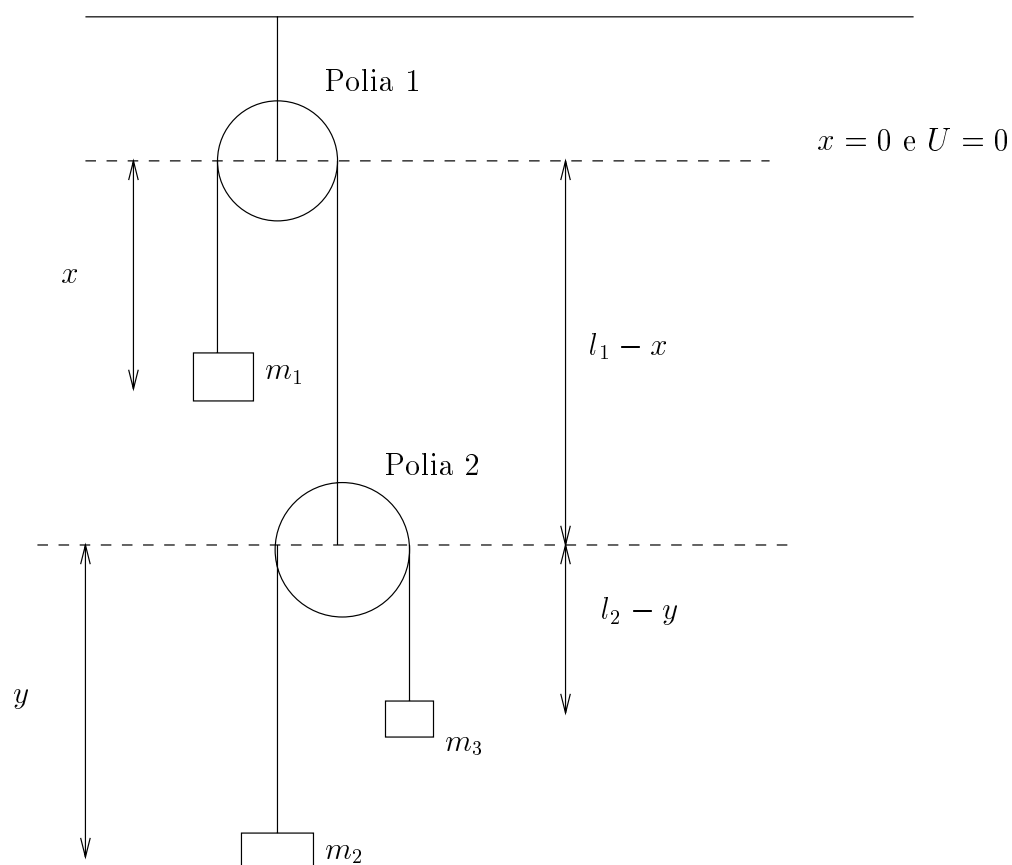 Polia 1
x = 0 e U = 0
x
l₁ − x
m₁
Polia 2
l₂ − y
y
m₃
m₂